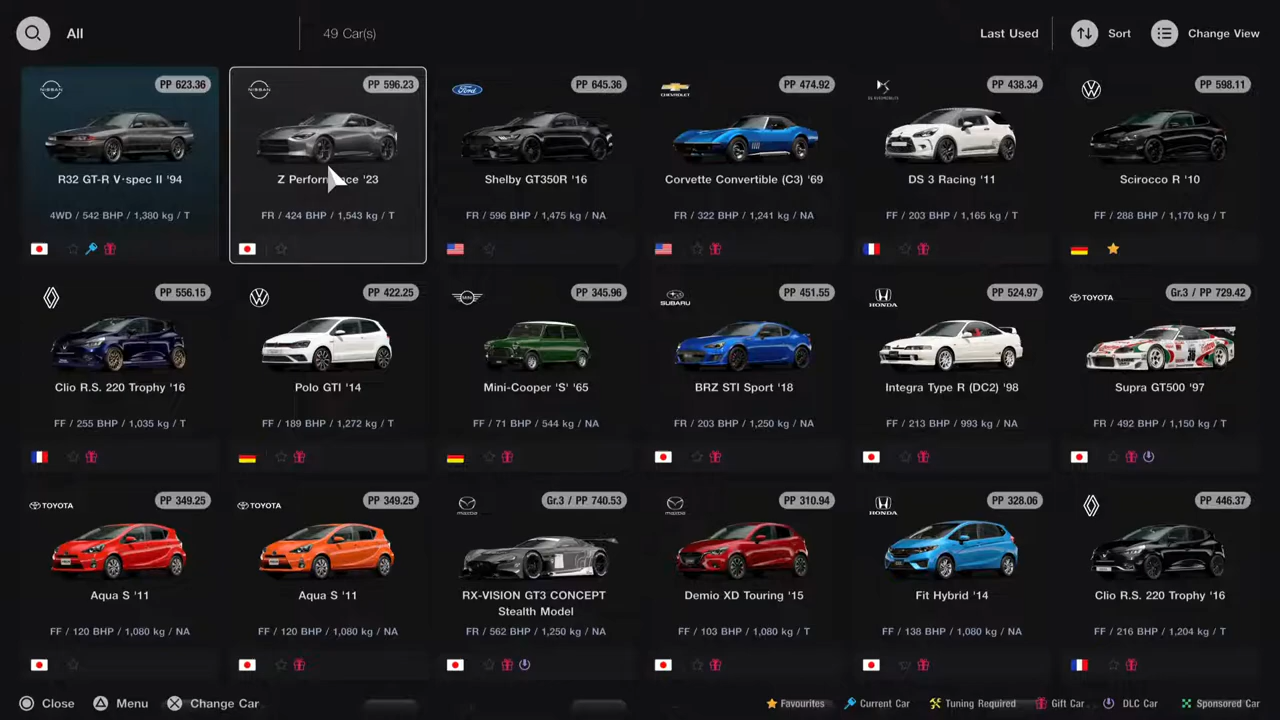 All
49 Car(s)
Last Used
Sort
Change View
NISSAN
PP 623.36
R32 GT-R V·spec II '94
4WD / 542 BHP / 1,380 kg / T
NISSAN
PP 596.23
Z Performance '23
FR / 424 BHP / 1,543 kg / T
Ford
PP 645.36
Shelby GT350R '16
FR / 596 BHP / 1,475 kg / NA
CHEVROLET
PP 474.92
Corvette Convertible (C3) '69
FR / 322 BHP / 1,241 kg / NA
DS AUTOMOBILES
PP 438.34
DS 3 Racing '11
FF / 203 BHP / 1,165 kg / T
PP 598.11
Scirocco R '10
FF / 288 BHP / 1,170 kg / T
PP 556.15
Clio R.S. 220 Trophy '16
FF / 255 BHP / 1,035 kg / T
PP 422.25
Polo GTI '14
FF / 189 BHP / 1,272 kg / T
MINI
PP 345.96
Mini-Cooper 'S' '65
FF / 71 BHP / 544 kg / NA
SUBARU
PP 451.55
BRZ STI Sport '18
FR / 203 BHP / 1,250 kg / NA
HONDA
PP 524.97
Integra Type R (DC2) '98
FF / 213 BHP / 993 kg / NA
TOYOTA
Gr.3 / PP 729.42
Supra GT500 '97
FR / 492 BHP / 1,150 kg / T
TOYOTA
PP 349.25
Aqua S '11
FF / 120 BHP / 1,080 kg / NA
TOYOTA
PP 349.25
Aqua S '11
FF / 120 BHP / 1,080 kg / NA
mazda
Gr.3 / PP 740.53
RX-VISION GT3 CONCEPT
Stealth Model
FR / 562 BHP / 1,250 kg / NA
mazda
PP 310.94
Demio XD Touring '15
FF / 103 BHP / 1,080 kg / T
HONDA
PP 328.06
Fit Hybrid '14
FF / 138 BHP / 1,080 kg / NA
PP 446.37
Clio R.S. 220 Trophy '16
FF / 216 BHP / 1,204 kg / T
Close
Menu
Change Car
Favourites
Current Car
Tuning Required
Gift Car
DLC Car
Sponsored Car